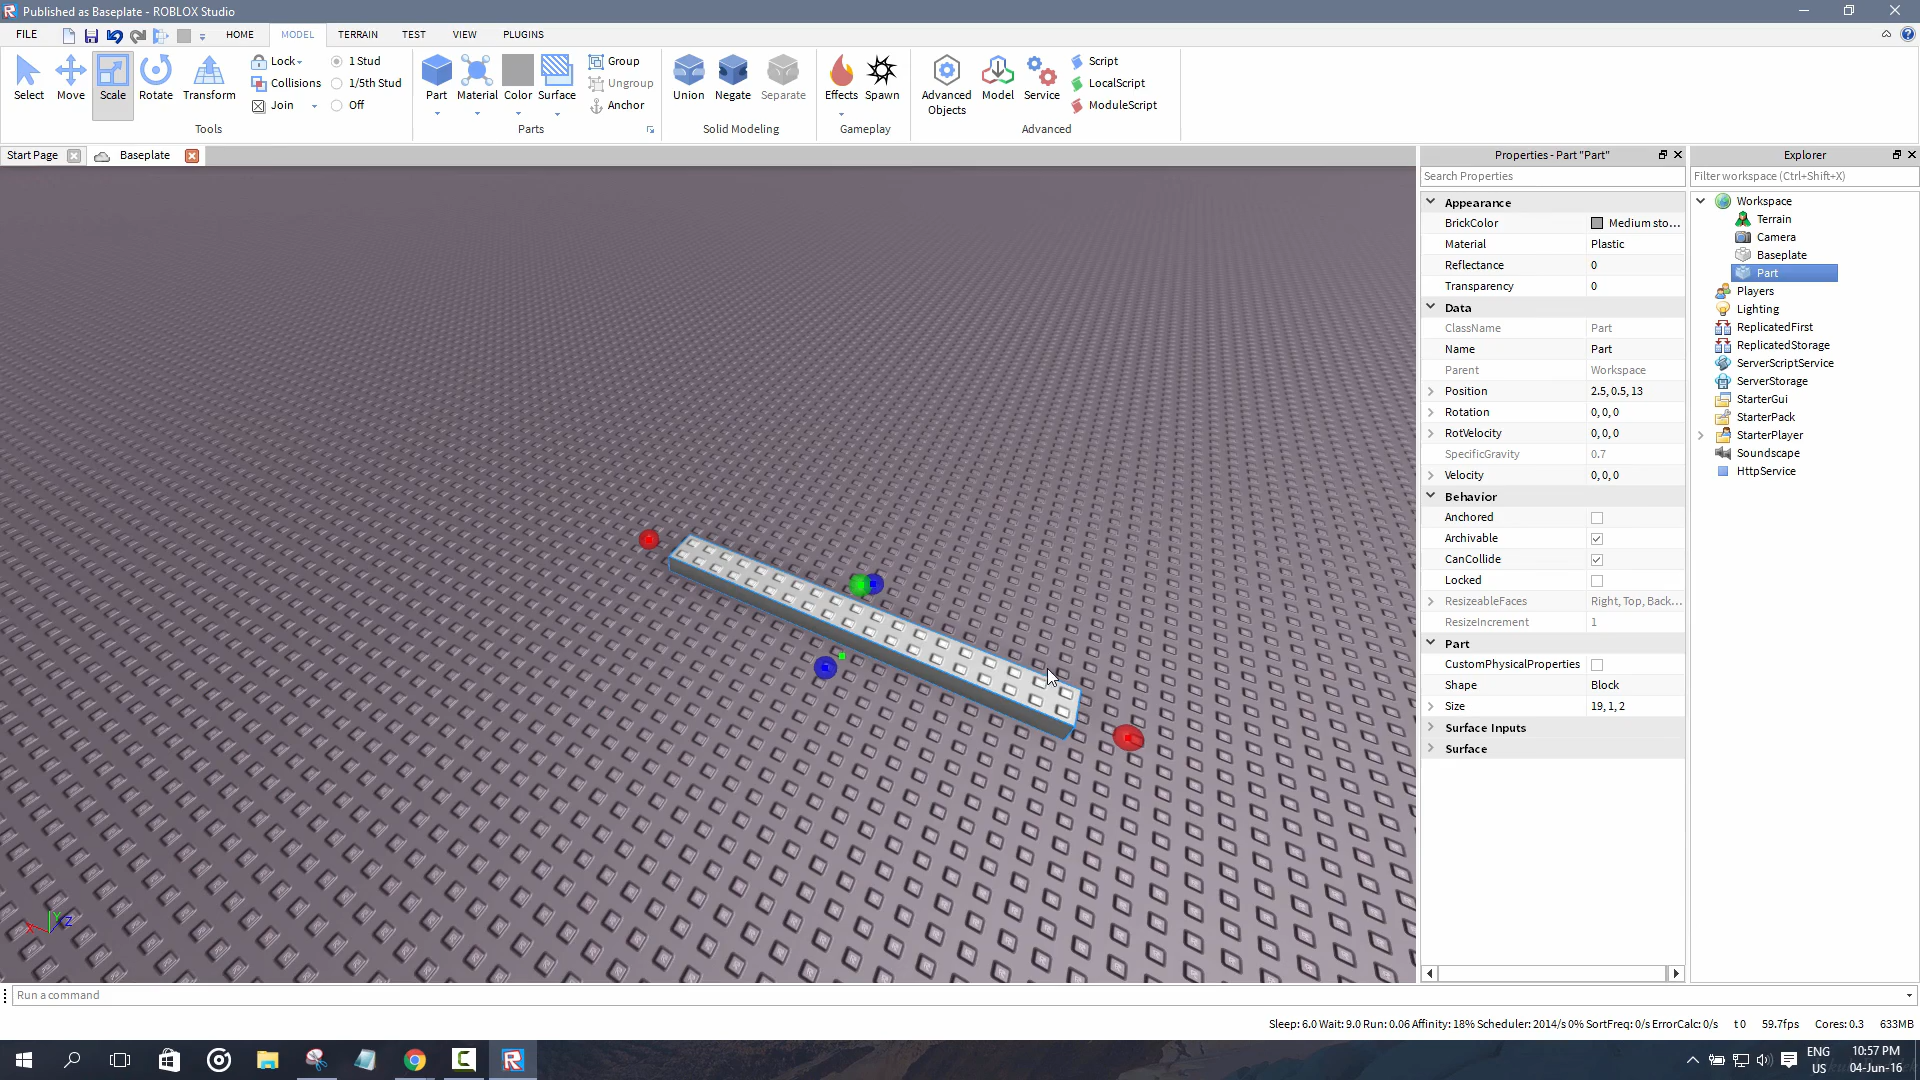 Published as Baseplate - ROBLOX Studio
FILE HOME MODEL TERRAIN TEST VIEW PLUGINS
Select Move Scale Rotate Transform
Lock 1 Stud
Collisions 1/5th Stud
Join Off
Tools
Part Material Color Surface
Group
Ungroup
Anchor
Parts
Union Negate Separate
Solid Modeling
Effects Spawn
Gameplay
Advanced Objects Model Service
Script
LocalScript
ModuleScript
Advanced
Start Page Baseplate
Properties - Part "Part"
Search Properties
Appearance
BrickColor Medium sto...
Material Plastic
Reflectance 0
Transparency 0
Data
ClassName Part
Name Part
Parent Workspace
Position 2.5, 0.5, 13
Rotation 0, 0, 0
RotVelocity 0, 0, 0
SpecificGravity 0.7
Velocity 0, 0, 0
Behavior
Anchored
Archivable
CanCollide
Locked
ResizeableFaces Right, Top, Back...
ResizeIncrement 1
Part
CustomPhysicalProperties
Shape Block
Size 19, 1, 2
Surface Inputs
Surface
Explorer
Filter workspace (Ctrl+Shift+X)
Workspace
Terrain
Camera
Baseplate
Part
Players
Lighting
ReplicatedFirst
ReplicatedStorage
ServerScriptService
ServerStorage
StarterGui
StarterPack
StarterPlayer
Soundscape
HttpService
X Y Z
Run a command
Sleep: 6.0 Wait: 9.0 Run: 0.06 Affinity: 18% Scheduler: 2014/s 0% SortFreq: 0/s ErrorCalc: 0/s t 0 59.7fps Cores: 0.3 633MB
ENG
US
10:57 PM
04-Jun-16